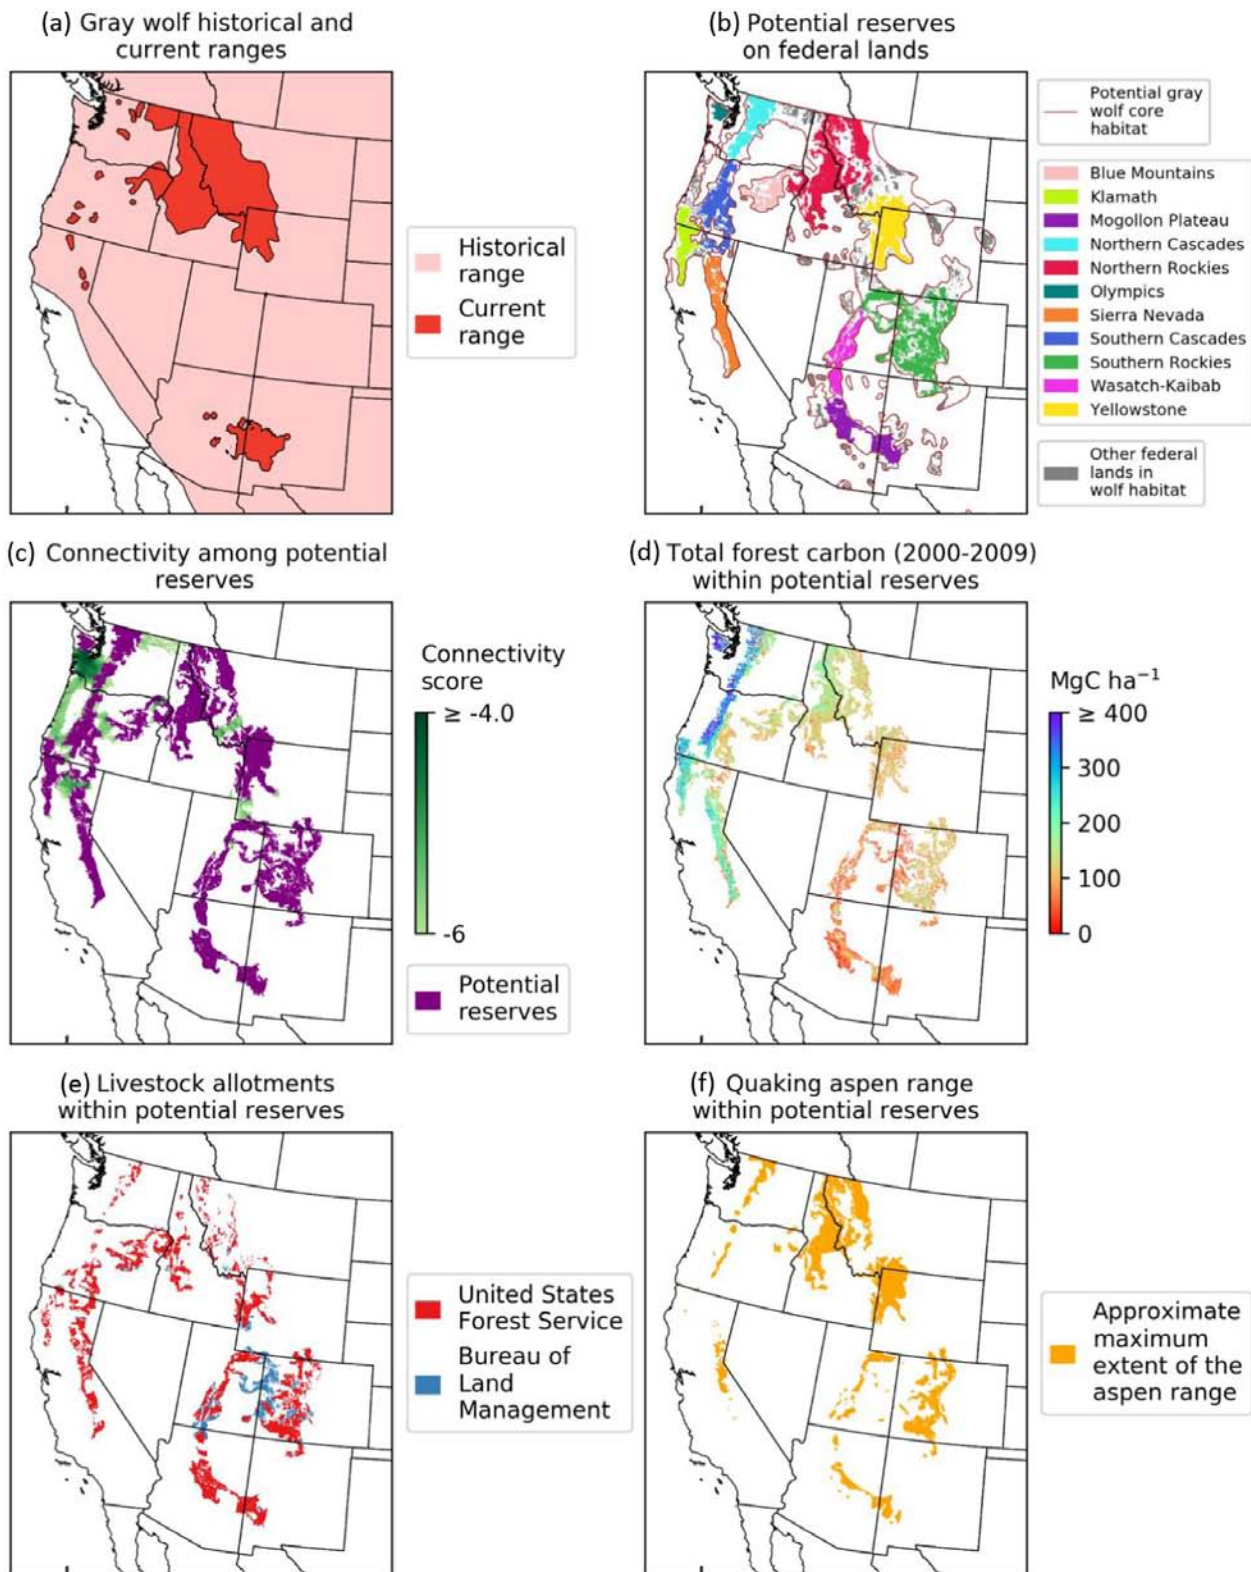 (a) Gray wolf historical and
current ranges
Historical
range
Current
range
(b) Potential reserves
on federal lands
Potential gray
wolf core
habitat
Blue Mountains
Klamath
Mogollon Plateau
Northern Cascades
Northern Rockies
Olympics
Sierra Nevada
Southern Cascades
Southern Rockies
Wasatch-Kaibab
Yellowstone
Other federal
lands in
wolf habitat
(c) Connectivity among potential
reserves
Connectivity
score
≥ -4.0
-6
Potential
reserves
(d) Total forest carbon (2000-2009)
within potential reserves
MgC ha⁻¹
≥ 400
300
200
100
0
(e) Livestock allotments
within potential reserves
United States
Forest Service
Bureau of
Land
Management
(f) Quaking aspen range
within potential reserves
Approximate
maximum
extent of the
aspen range